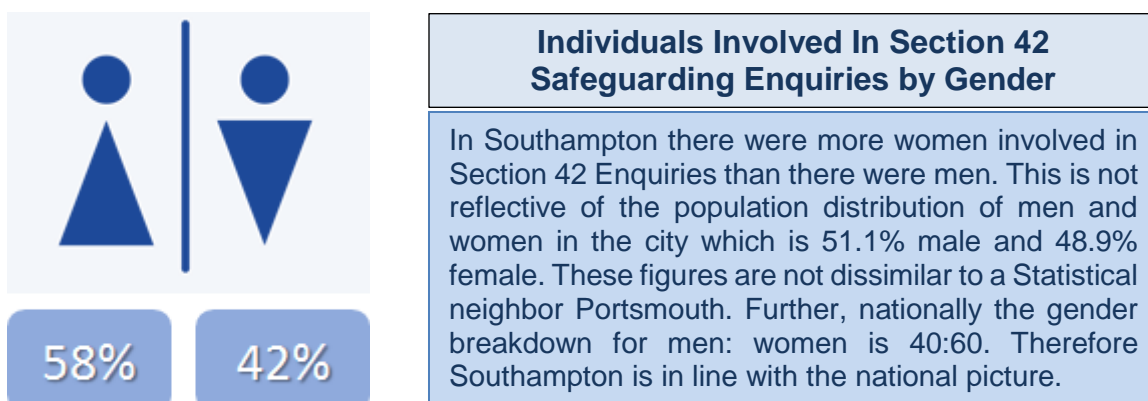 Individuals Involved In Section 42
Safeguarding Enquiries by Gender
In Southampton there were more women involved in
Section 42 Enquiries than there were men. This is not
reflective of the population distribution of men and
women in the city which is 51.1% male and 48.9%
female. These figures are not dissimilar to a Statistical
neighbor Portsmouth. Further, nationally the gender
breakdown for men: women is 40:60. Therefore
Southampton is in line with the national picture.
58%
42%